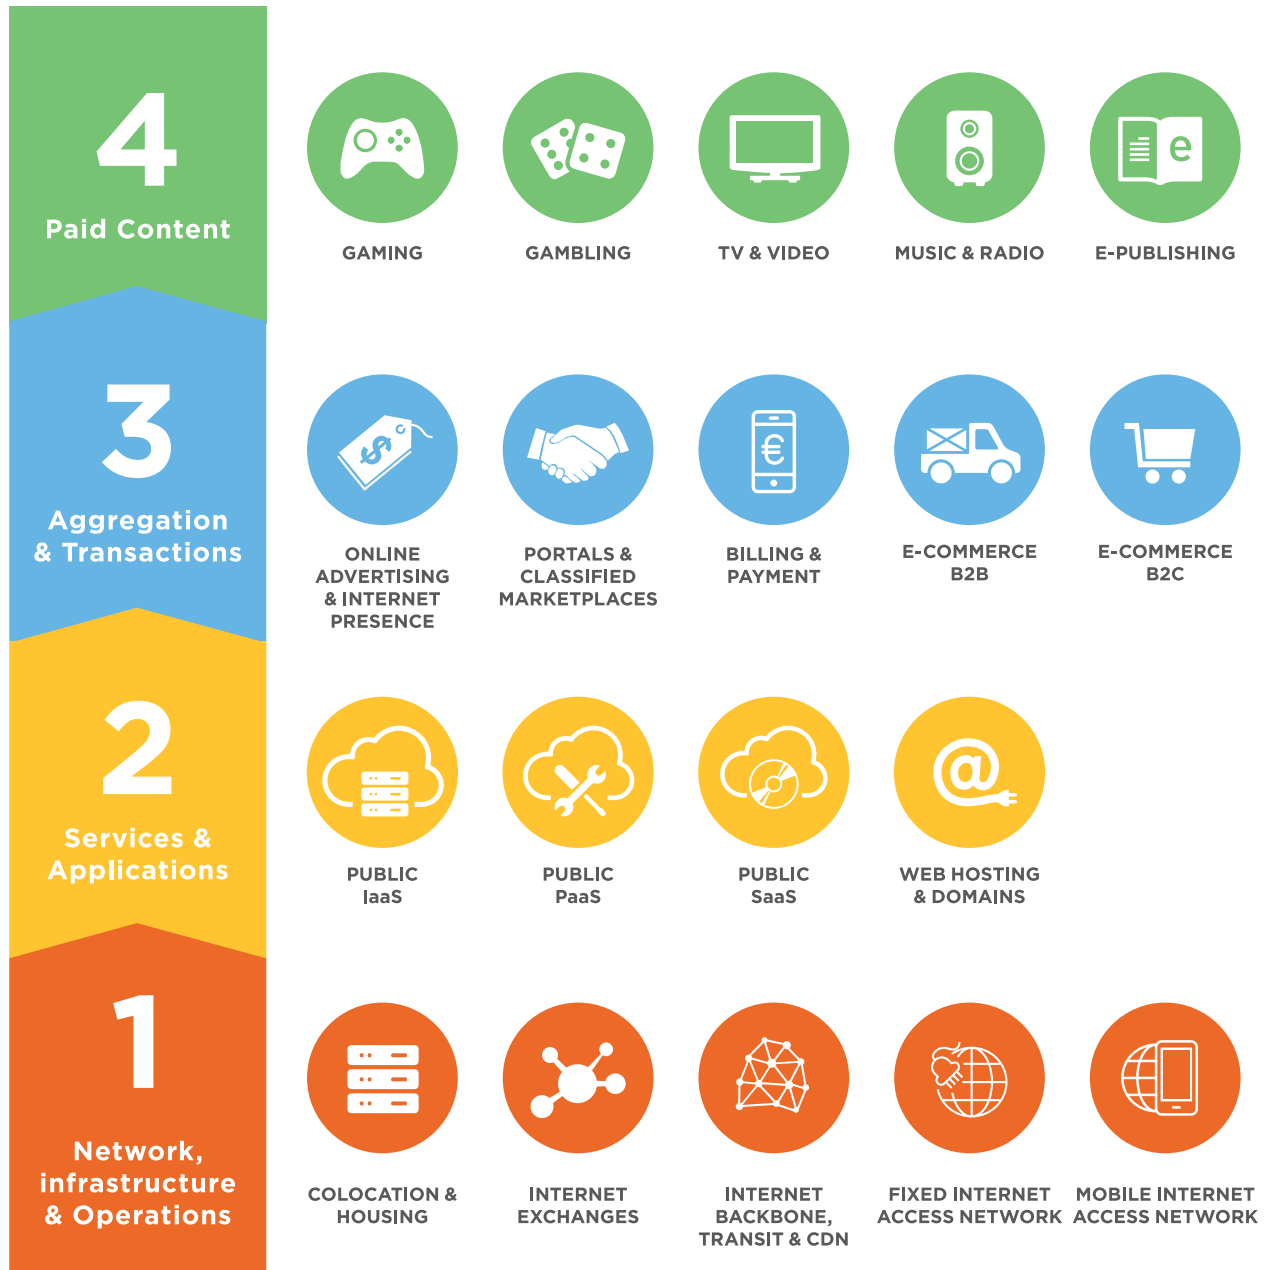 4
Paid Content
GAMING
GAMBLING
TV & VIDEO
MUSIC & RADIO
e
E-PUBLISHING
3
Aggregation
& Transactions
$
ONLINE
ADVERTISING
& INTERNET
PRESENCE
PORTALS &
CLASSIFIED
MARKETPLACES
€
BILLING &
PAYMENT
E-COMMERCE
B2B
E-COMMERCE
B2C
2
Services &
Applications
PUBLIC
IaaS
PUBLIC
PaaS
PUBLIC
SaaS
@
WEB HOSTING
& DOMAINS
1
Network,
infrastructure
& Operations
COLOCATION &
HOUSING
INTERNET
EXCHANGES
INTERNET
BACKBONE,
TRANSIT & CDN
FIXED INTERNET
ACCESS NETWORK
MOBILE INTERNET
ACCESS NETWORK